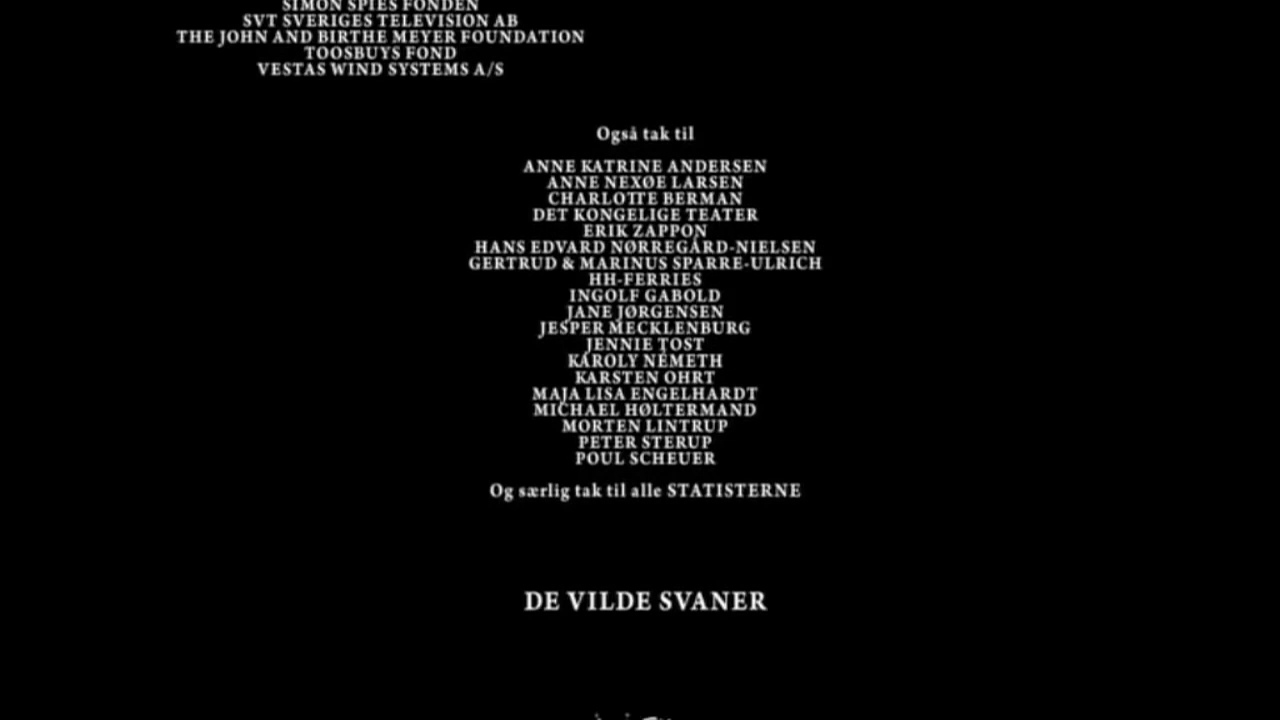 SIMON SPIES FONDEN
SVT SVERIGES TELEVISION AB
THE JOHN AND BIRTHE MEYER FOUNDATION
TOOSBUYS FOND
VESTAS WIND SYSTEMS A/S
Også tak til
ANNE KATRINE ANDERSEN
ANNE NEXØE LARSEN
CHARLOTTE BERMAN
DET KONGELIGE TEATER
ERIK ZAPPON
HANS EDVARD NØRREGÅRD-NIELSEN
GERTRUD & MARINUS SPARRE-ULRICH
HH-FERRIES
INGOLF GABOLD
JANE JØRGENSEN
JESPER MECKLENBURG
JENNIE TOST
KÁROLY NÉMETH
KARSTEN OHRT
MAJA LISA ENGELHARDT
MICHAEL HØLTERMAND
MORTEN LINTRUP
PETER STERUP
POUL SCHEUER
Og særlig tak til alle STATISTERNE
DE VILDE SVANER